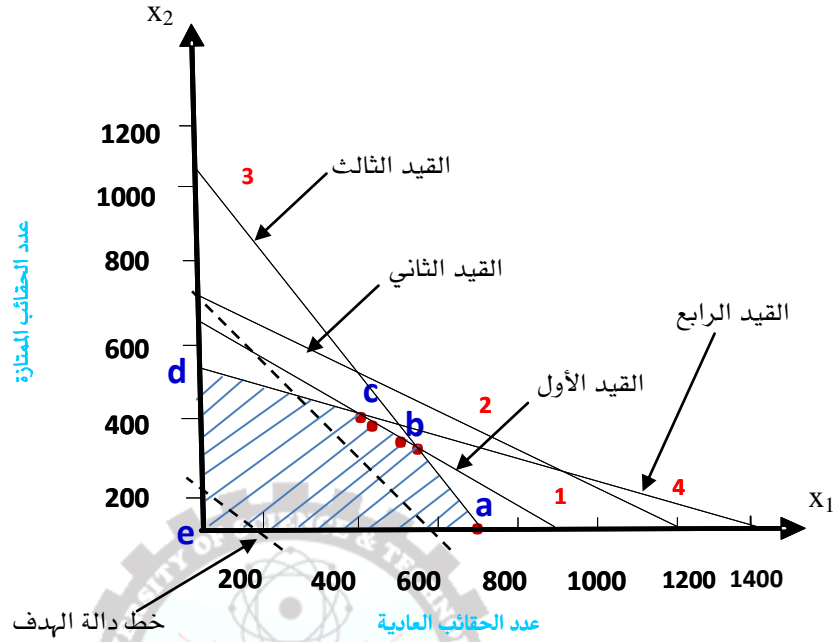 x2
1200
1000
800
600
400
200
عدد الحقائب الممتازة
3
القيد الثالث
القيد الثاني
القيد الرابع
القيد الأول
d
c
b
2
a
1
4
e
x1
200
400
600
800
1000
1200
1400
خط دالة الهدف
عدد الحقائب العادية